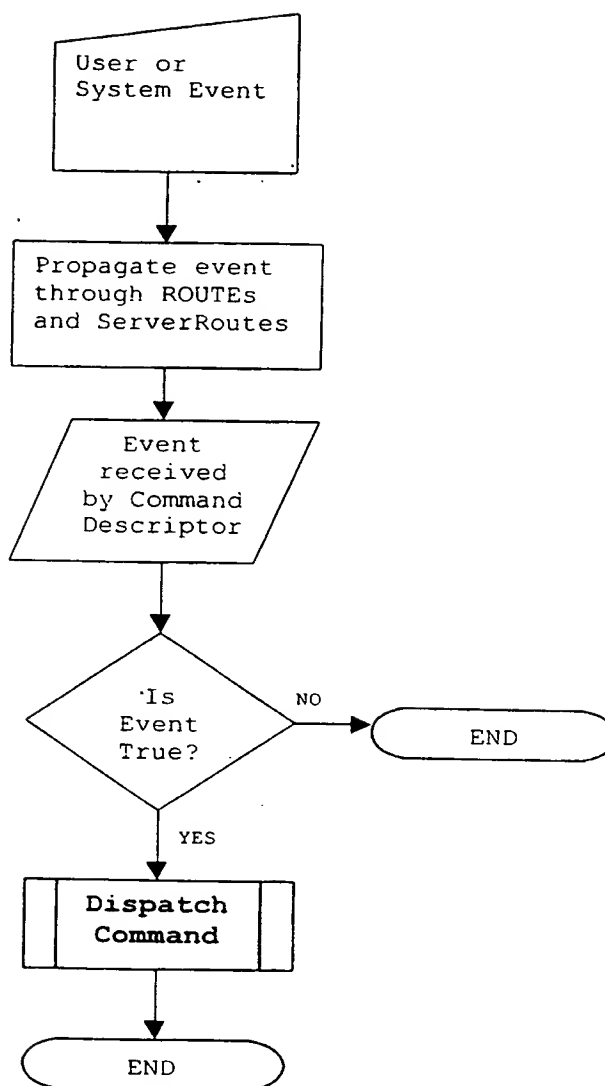 User or
System Event
Propagate event
through ROUTEs
and ServerRoutes
Event
received
by Command
Descriptor
Is
Event
True?
NO
END
YES
Dispatch
Command
END